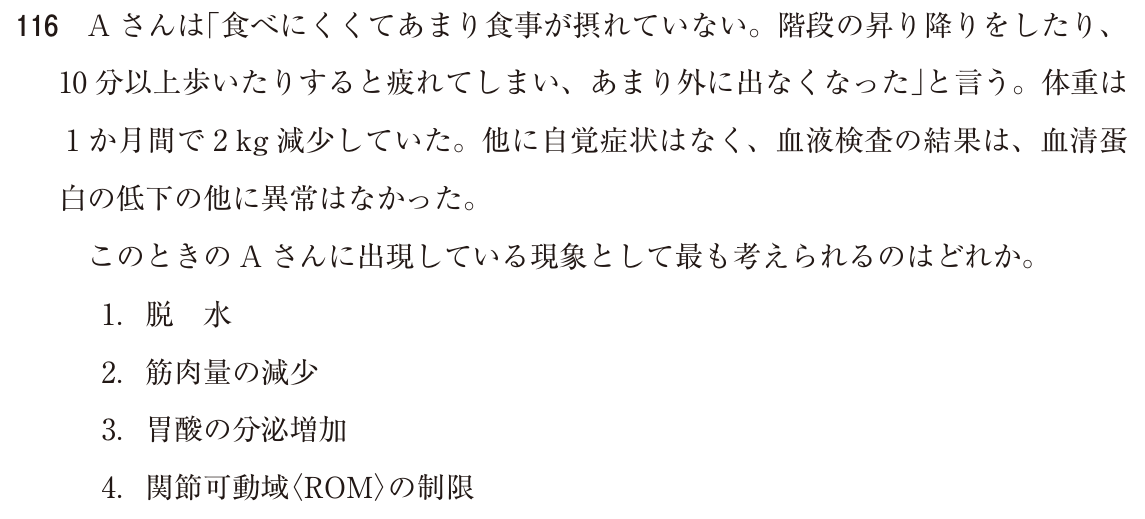 116 Aさんは「食べにくくてあまり食事が摂れていない。階段の昇り降りをしたり、
10分以上歩いたりすると疲れてしまい、あまり外に出なくなった」と言う。体重は
1か月間で2kg減少していた。他に自覚症状はなく、血液検査の結果は、血清蛋
白の低下の他に異常はなかった。
このときのAさんに出現している現象として最も考えられるのはどれか。
1. 脱 水
2. 筋肉量の減少
3. 胃酸の分泌増加
4. 関節可動域〈ROM〉の制限